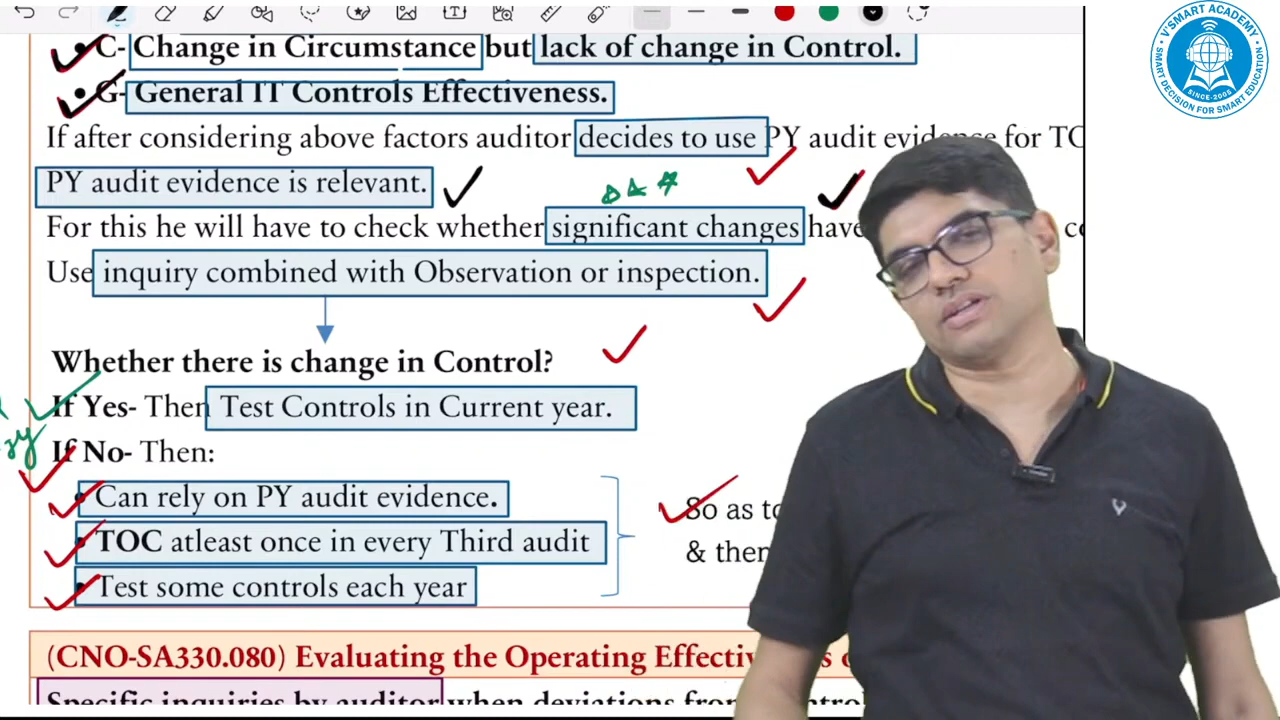 C- Change in Circumstance but lack of change in Control.
G- General IT Controls Effectiveness.
If after considering above factors auditor decides to use PY audit evidence for TO
PY audit evidence is relevant.
For this he will have to check whether significant changes have
Use inquiry combined with Observation or inspection.
Whether there is change in Control?
If Yes- Then Test Controls in Current year.
If No- Then:
• Can rely on PY audit evidence.
• TOC atleast once in every Third audit
• Test some controls each year
So as to
& then
(CNO-SA330.080) Evaluating the Operating
Specific inquiries by auditor when deviations from
V'SMART ACADEMY
SINCE-2005
SMART DECISION FOR SMART EDUCATION